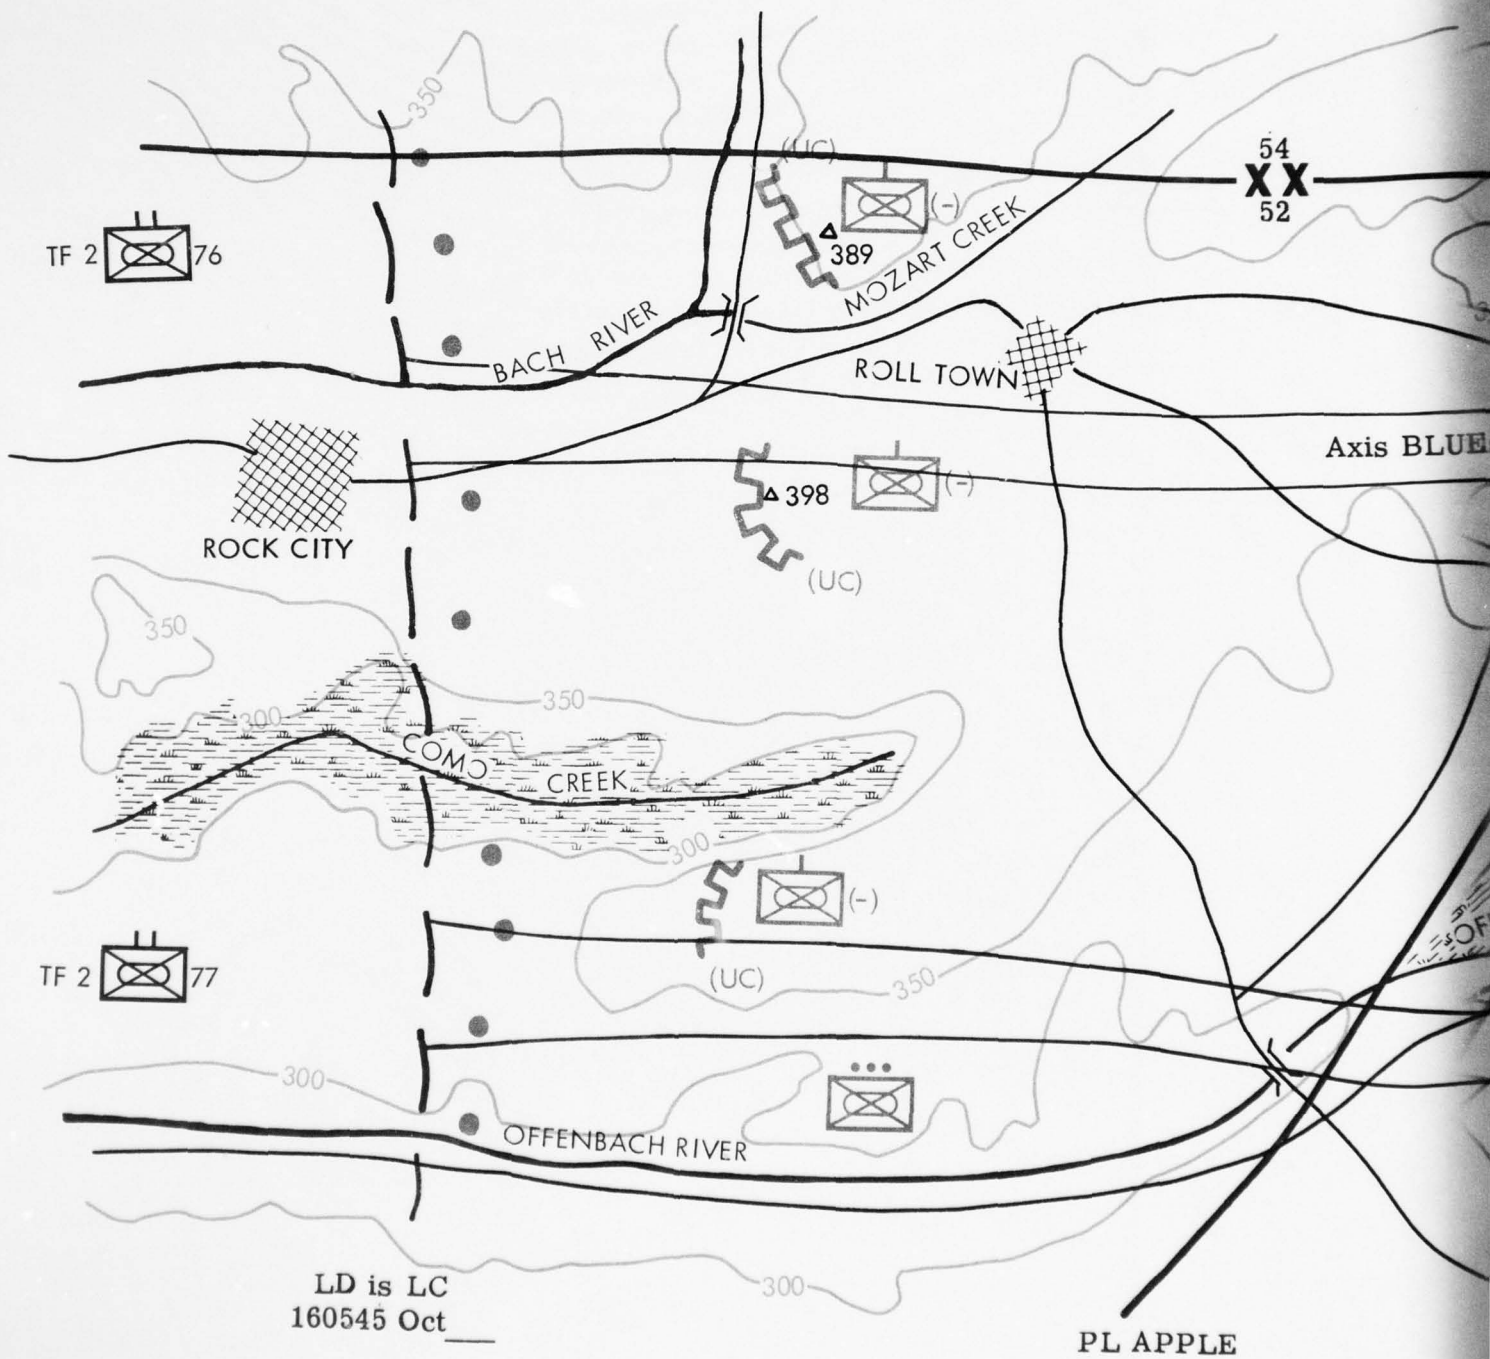 350
(UC)
54
XX
52
(-)
TF 2 76
389
MOZART CREEK
BACH RIVER
ROLL TOWN
Axis BLUE
(-)
398
ROCK CITY
(UC)
350
350
300
COMO CREEK
300
(-)
TF 2 77
(UC)
350
300
OFFENBACH RIVER
LD is LC
160545 Oct
300
PL APPLE